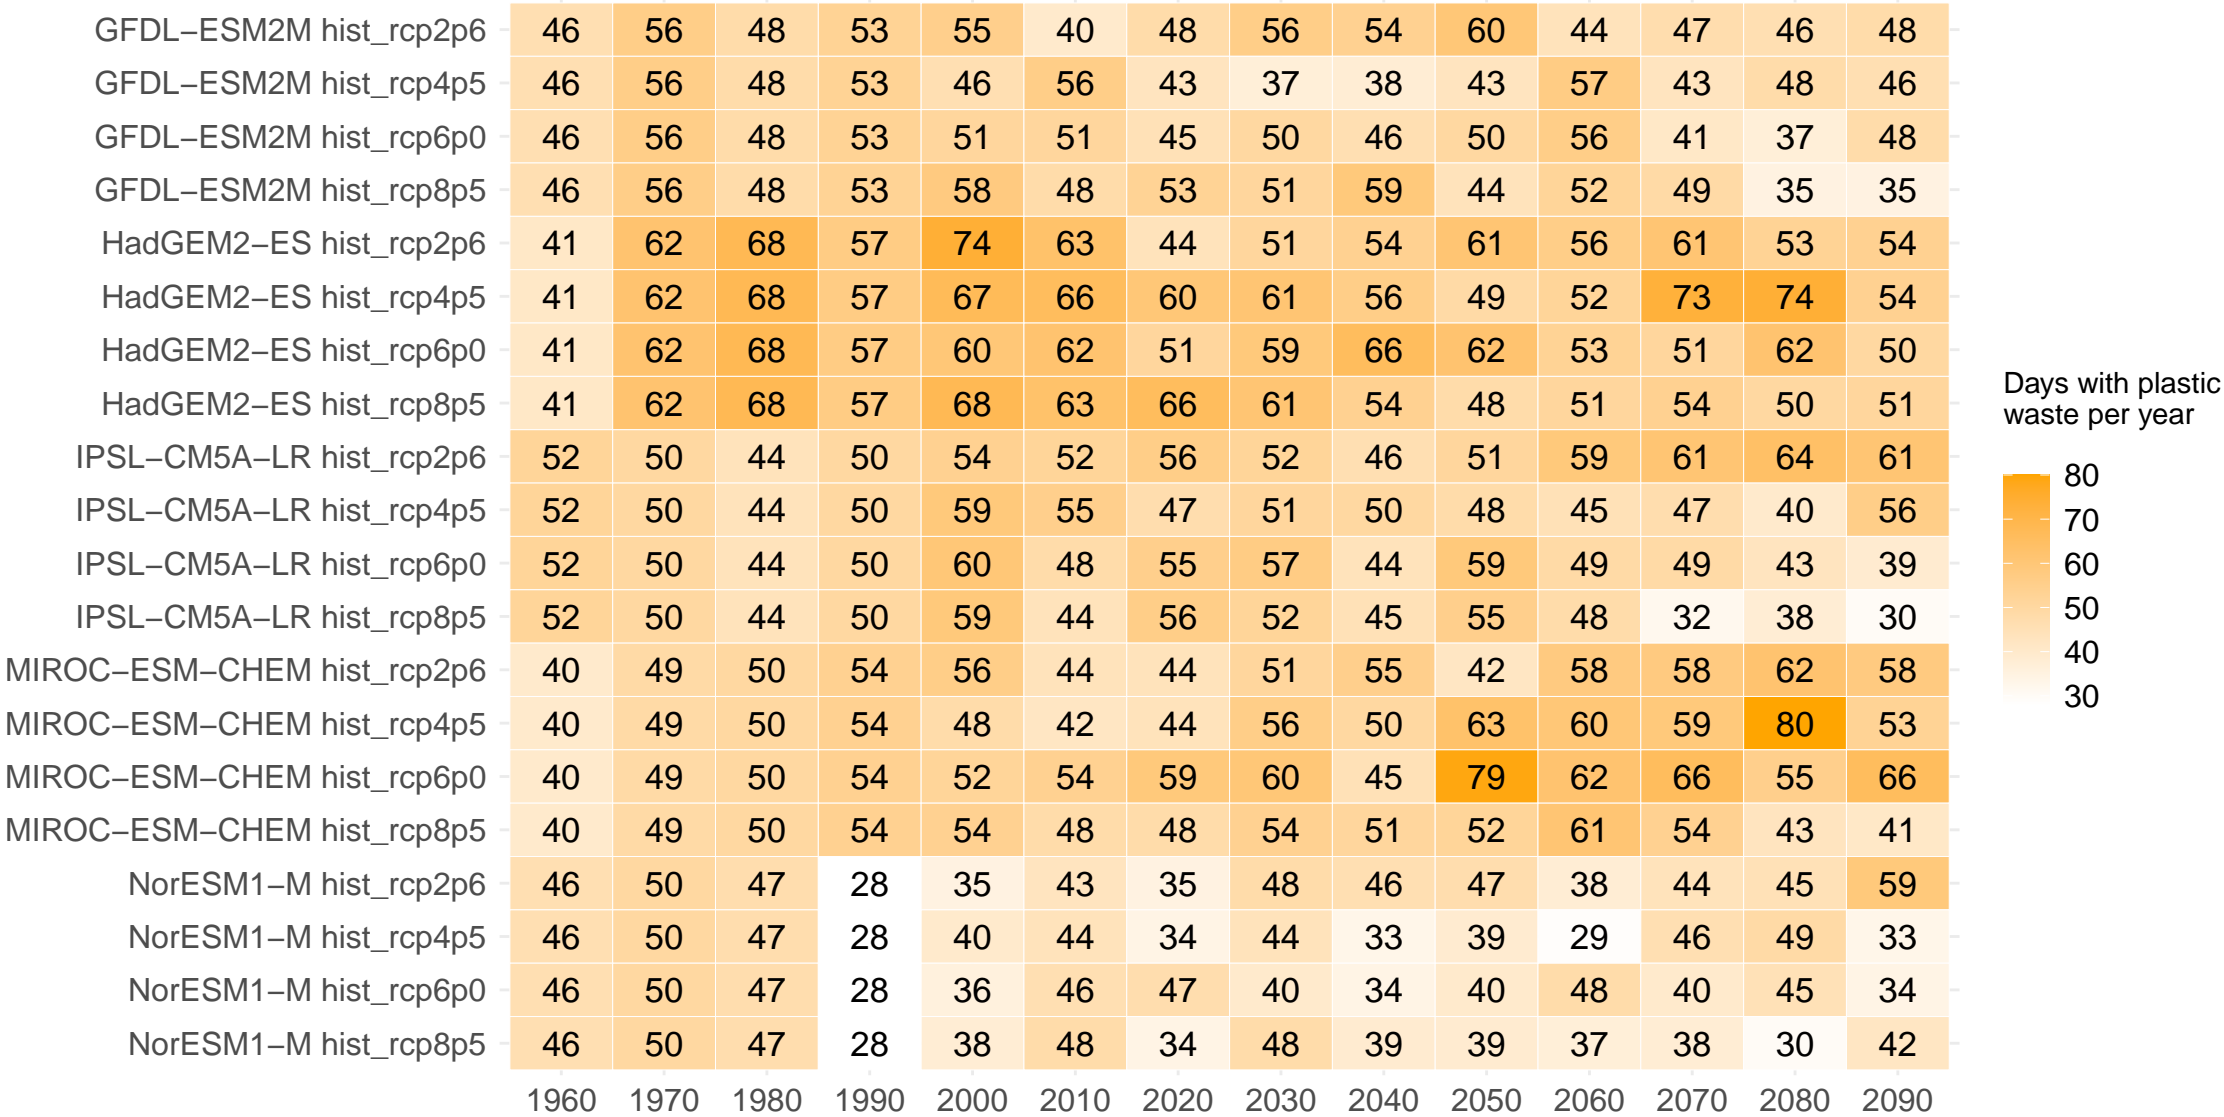 GFDL−ESM2M hist_rcp2p6 46 56 48 53 55 40 48 56 54 60 44 47 46 48
GFDL−ESM2M hist_rcp4p5 46 56 48 53 46 56 43 37 38 43 57 43 48 46
GFDL−ESM2M hist_rcp6p0 46 56 48 53 51 51 45 50 46 50 56 41 37 48
GFDL−ESM2M hist_rcp8p5 46 56 48 53 58 48 53 51 59 44 52 49 35 35
HadGEM2−ES hist_rcp2p6 41 62 68 57 74 63 44 51 54 61 56 61 53 54
HadGEM2−ES hist_rcp4p5 41 62 68 57 67 66 60 61 56 49 52 73 74 54
HadGEM2−ES hist_rcp6p0 41 62 68 57 60 62 51 59 66 62 53 51 62 50
HadGEM2−ES hist_rcp8p5 41 62 68 57 68 63 66 61 54 48 51 54 50 51
IPSL−CM5A−LR hist_rcp2p6 52 50 44 50 54 52 56 52 46 51 59 61 64 61
IPSL−CM5A−LR hist_rcp4p5 52 50 44 50 59 55 47 51 50 48 45 47 40 56
IPSL−CM5A−LR hist_rcp6p0 52 50 44 50 60 48 55 57 44 59 49 49 43 39
IPSL−CM5A−LR hist_rcp8p5 52 50 44 50 59 44 56 52 45 55 48 32 38 30
MIROC−ESM−CHEM hist_rcp2p6 40 49 50 54 56 44 44 51 55 42 58 58 62 58
MIROC−ESM−CHEM hist_rcp4p5 40 49 50 54 48 42 44 56 50 63 60 59 80 53
MIROC−ESM−CHEM hist_rcp6p0 40 49 50 54 52 54 59 60 45 79 62 66 55 66
MIROC−ESM−CHEM hist_rcp8p5 40 49 50 54 54 48 48 54 51 52 61 54 43 41
NorESM1−M hist_rcp2p6 46 50 47 28 35 43 35 48 46 47 38 44 45 59
NorESM1−M hist_rcp4p5 46 50 47 28 40 44 34 44 33 39 29 46 49 33
NorESM1−M hist_rcp6p0 46 50 47 28 36 46 47 40 34 40 48 40 45 34
NorESM1−M hist_rcp8p5 46 50 47 28 38 48 34 48 39 39 37 38 30 42
1960 1970 1980 1990 2000 2010 2020 2030 2040 2050 2060 2070 2080 2090
Days with plastic
waste per year
80
70
60
50
40
30